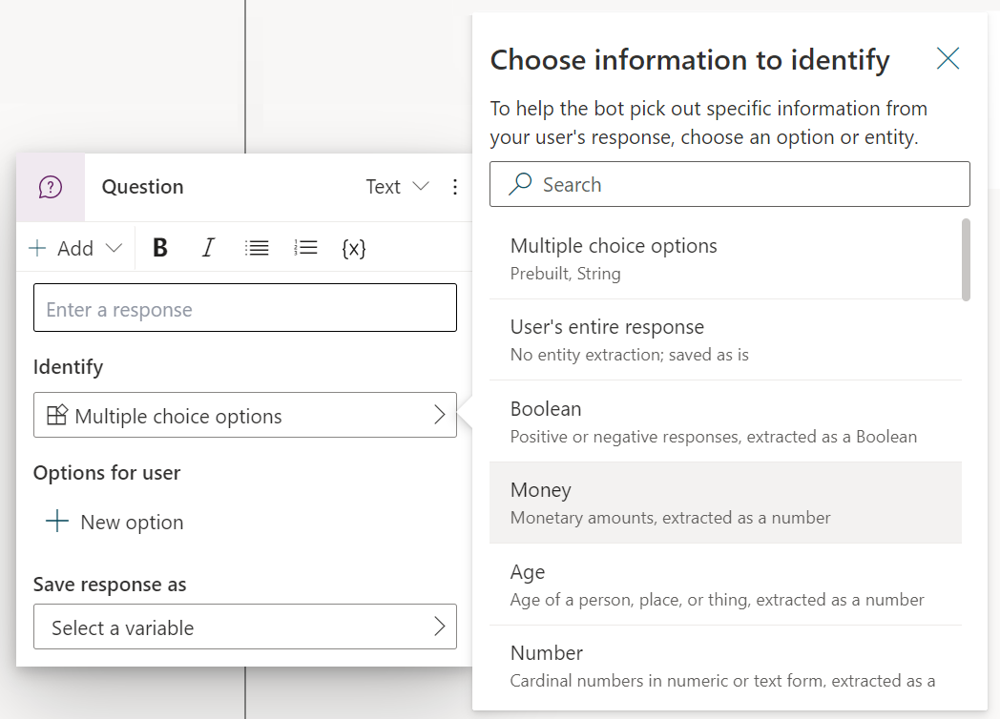 Question
Text
Add
B
I
{x}
Enter a response
Identify
Multiple choice options
Options for user
New option
Save response as
Select a variable
Choose information to identify
To help the bot pick out specific information from
your user's response, choose an option or entity.
Search
Multiple choice options
Prebuilt, String
User's entire response
No entity extraction; saved as is
Boolean
Positive or negative responses, extracted as a Boolean
Money
Monetary amounts, extracted as a number
Age
Age of a person, place, or thing, extracted as a number
Number
Cardinal numbers in numeric or text form, extracted as a